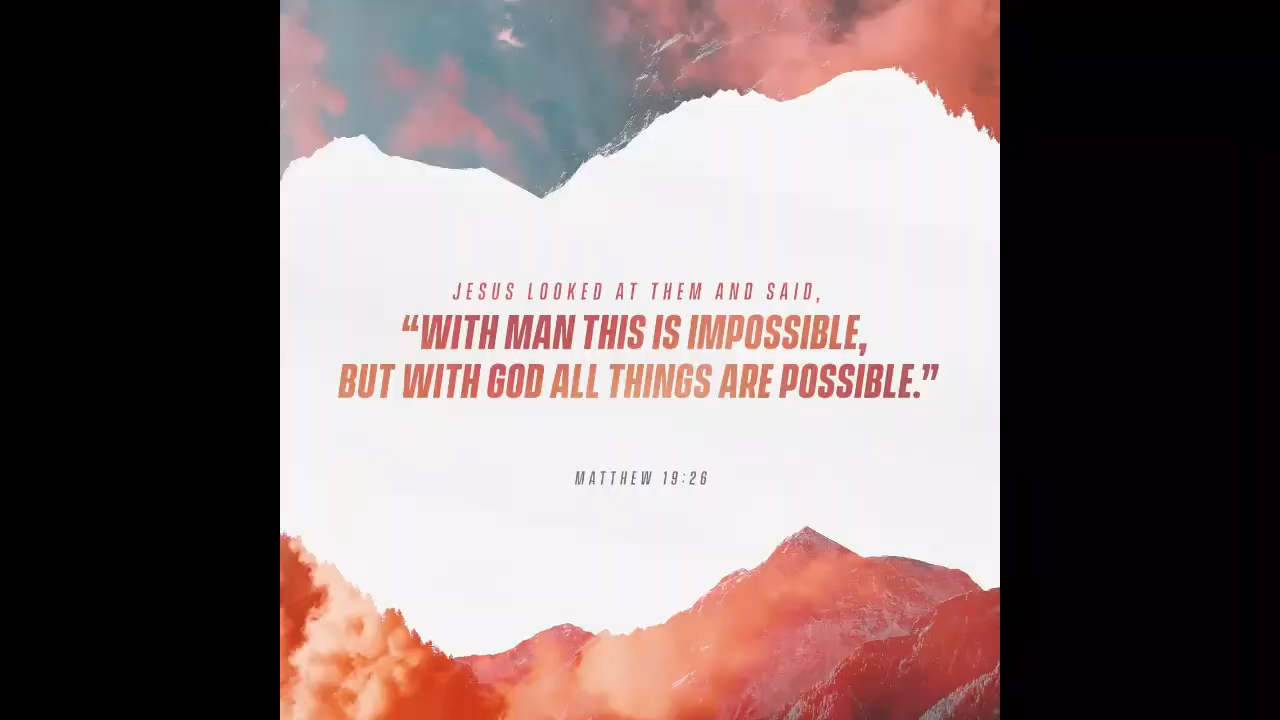 JESUS LOOKED AT THEM AND SAID,
“WITH MAN THIS IS IMPOSSIBLE,
BUT WITH GOD ALL THINGS ARE POSSIBLE.”
MATTHEW 19:26